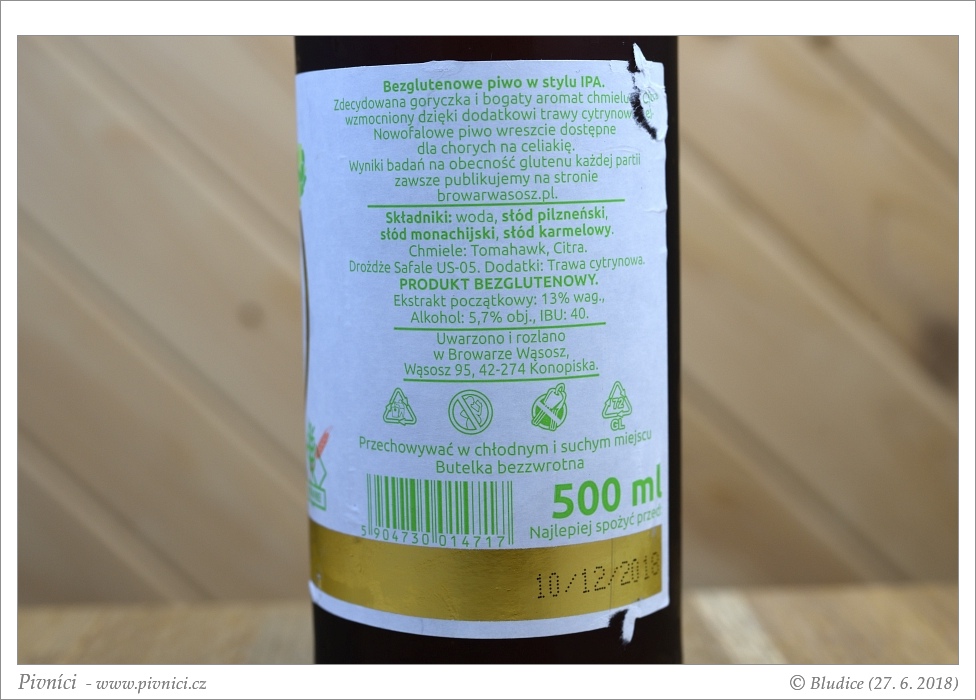 Bezglutenowe piwo w stylu IPA.
Zdecydowana goryczka i bogaty aromat chmielu
wzmocniony dzięki dodatkowi trawy
Nowofalowe piwo wreszcie dostępne
dla chorych na celiakię.
Wyniki badań na obecność glutenu każdej partii
zawsze publikujemy na stronie
browarwasosz.pl.
Składniki: woda, słód pilzneński,
słód monachijski, słód karmelowy.
Chmiele: Tomahawk, Citra.
Drożdże Safale US-05. Dodatki: Trawa cytrynowa.
PRODUKT BEZGLUTENOWY.
Ekstrakt początkowy: 13% wag.,
Alkohol: 5,7% obj., IBU: 40.
Uwarzono i rozlano
w Browarze Wąsosz,
Wąsosz 95, 42-274 Konopiska.
GL
Przechowywać w chłodnym i suchym miejscu
Butelka bezzwrotna
500 ml
Najlepiej spożyć przed:
5 904730 014717
10/12/2018
Pivníci - www.pivnici.cz
© Bludice (27. 6. 2018)